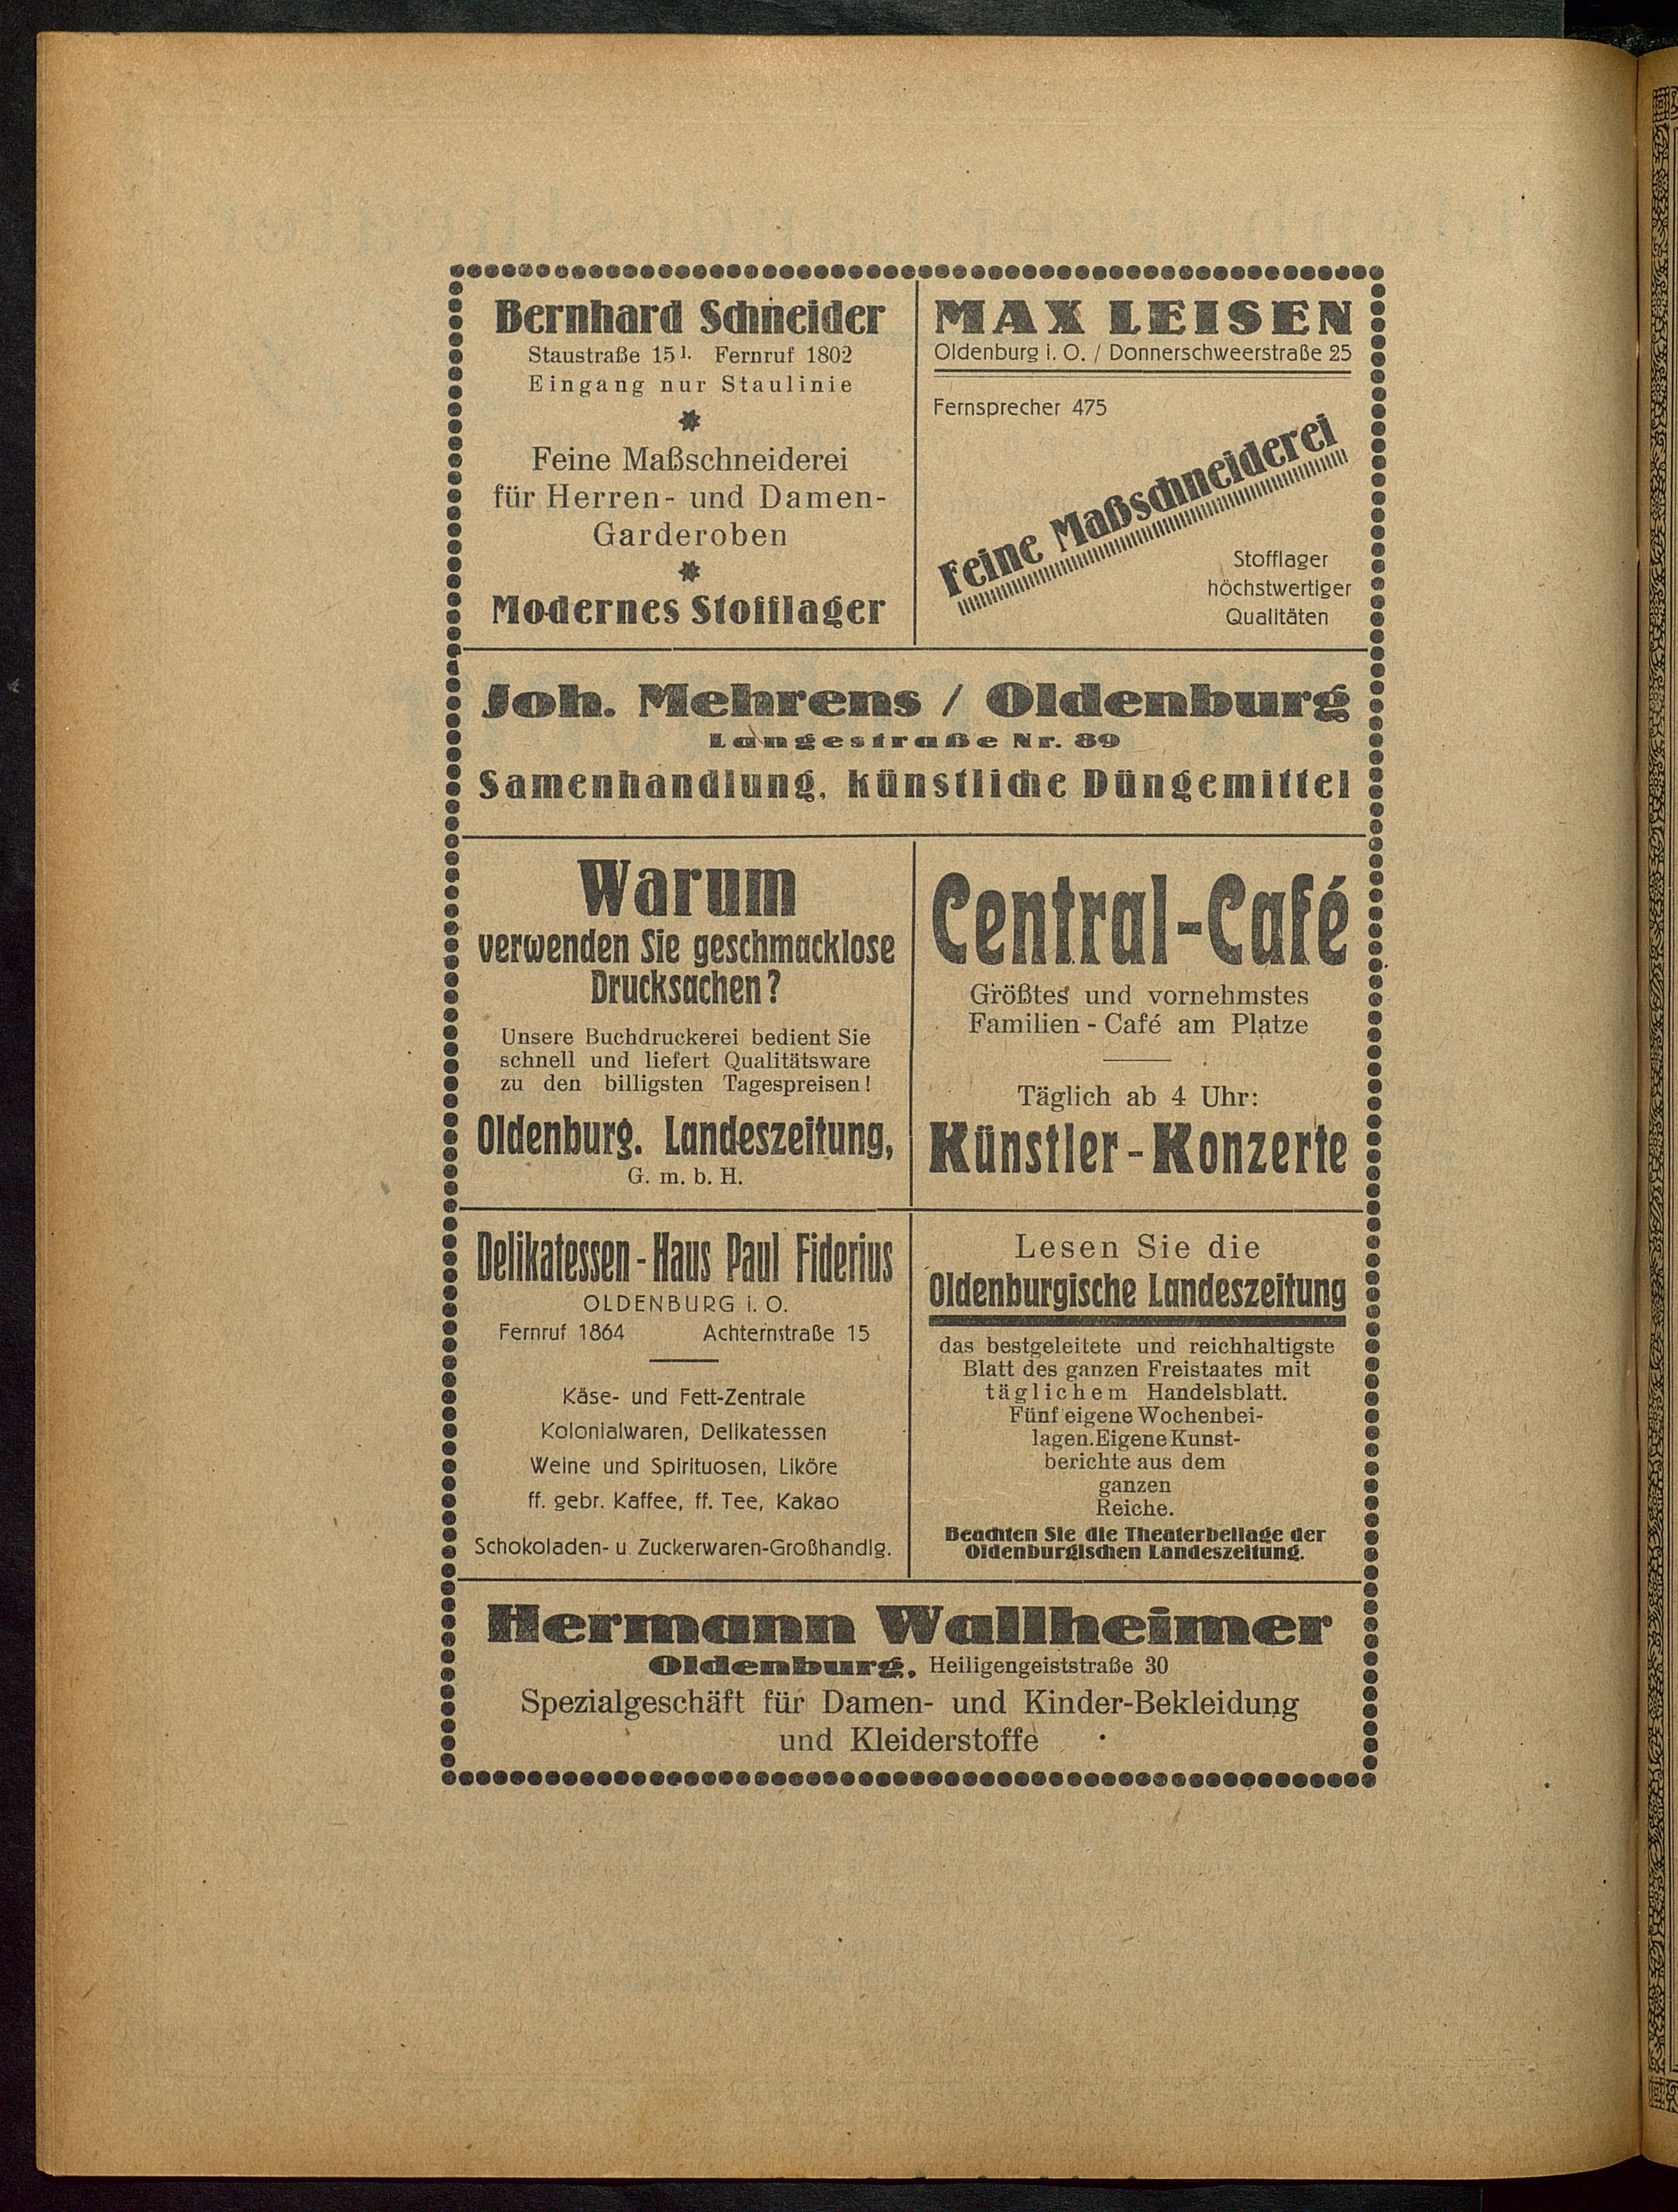 Bernhard Schneider
Staustraße 15 I. Fernruf 1802
Eingang nur Staulinie
Feine Maßschneiderei
für Herren- und Damen-
Garderoben
Modernes Stofflager
MAX LEISEN
Oldenburg i. O. / Donnerschweerstraße 25
Fernsprecher 475
Feine Maßschneiderei
Stofflager
höchstwertiger
Qualitäten
Joh. Mehrens / Oldenburg
Langestraße Nr. 89
Samenhandlung, künstliche Düngemittel
Warum
verwenden Sie geschmacklose
Drucksachen?
Unsere Buchdruckerei bedient Sie
schnell und liefert Qualitätsware
zu den billigsten Tagespreisen!
Oldenburg. Landeszeitung,
G. m. b. H.
Central-Café
Größtes und vornehmstes
Familien-Café am Platze
Täglich ab 4 Uhr:
Künstler-Konzerte
Delikatessen-Haus Paul Fiderius
OLDENBURG i. O.
Fernruf 1864 Achternstraße 15
Käse- und Fett-Zentrale
Kolonialwaren, Delikatessen
Weine und Spirituosen, Liköre
ff. gebr. Kaffee, ff. Tee, Kakao
Schokoladen- u. Zuckerwaren-Großhandlg.
Lesen Sie die
Oldenburgische Landeszeitung
das bestgeleitete und reichhaltigste
Blatt des ganzen Freistaates mit
täglichem Handelsblatt.
Fünf eigene Wochenbei-
lagen. Eigene Kunst-
berichte aus dem
ganzen
Reiche.
Beachten Sie die Theaterbeilage der
Oldenburgischen Landeszeitung.
Hermann Wallheimer
Oldenburg, Heiligengeiststraße 30
Spezialgeschäft für Damen- und Kinder-Bekleidung
und Kleiderstoffe